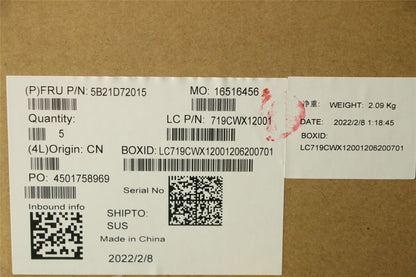 (P)FRU P/N: 5B21D72015
MO: 16516456
Quantity:
5
LC P/N: 719CWX12001
(4L)Origin: CN
BOXID: LC719CWX12001206200701
PO: 4501758969
Serial No
Inbound info
SHIPTO:
SUS
Made in China
2022/2/8
净重: WEIGHT: 2.09 Kg
DATE: 2022/2/8 1:18:45
BOXID:
LC719CWX12001206200701